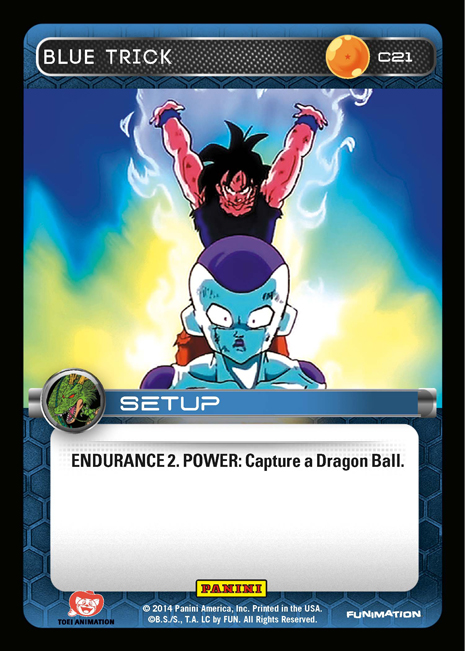 BLUE TRICK
C21
SETUP
ENDURANCE 2. POWER: Capture a Dragon Ball.
PANINI
TOEI ANIMATION
© 2014 Panini America, Inc. Printed in the USA.
©B.S./S., T.A. LC by FUN. All Rights Reserved.
FUNIMATION